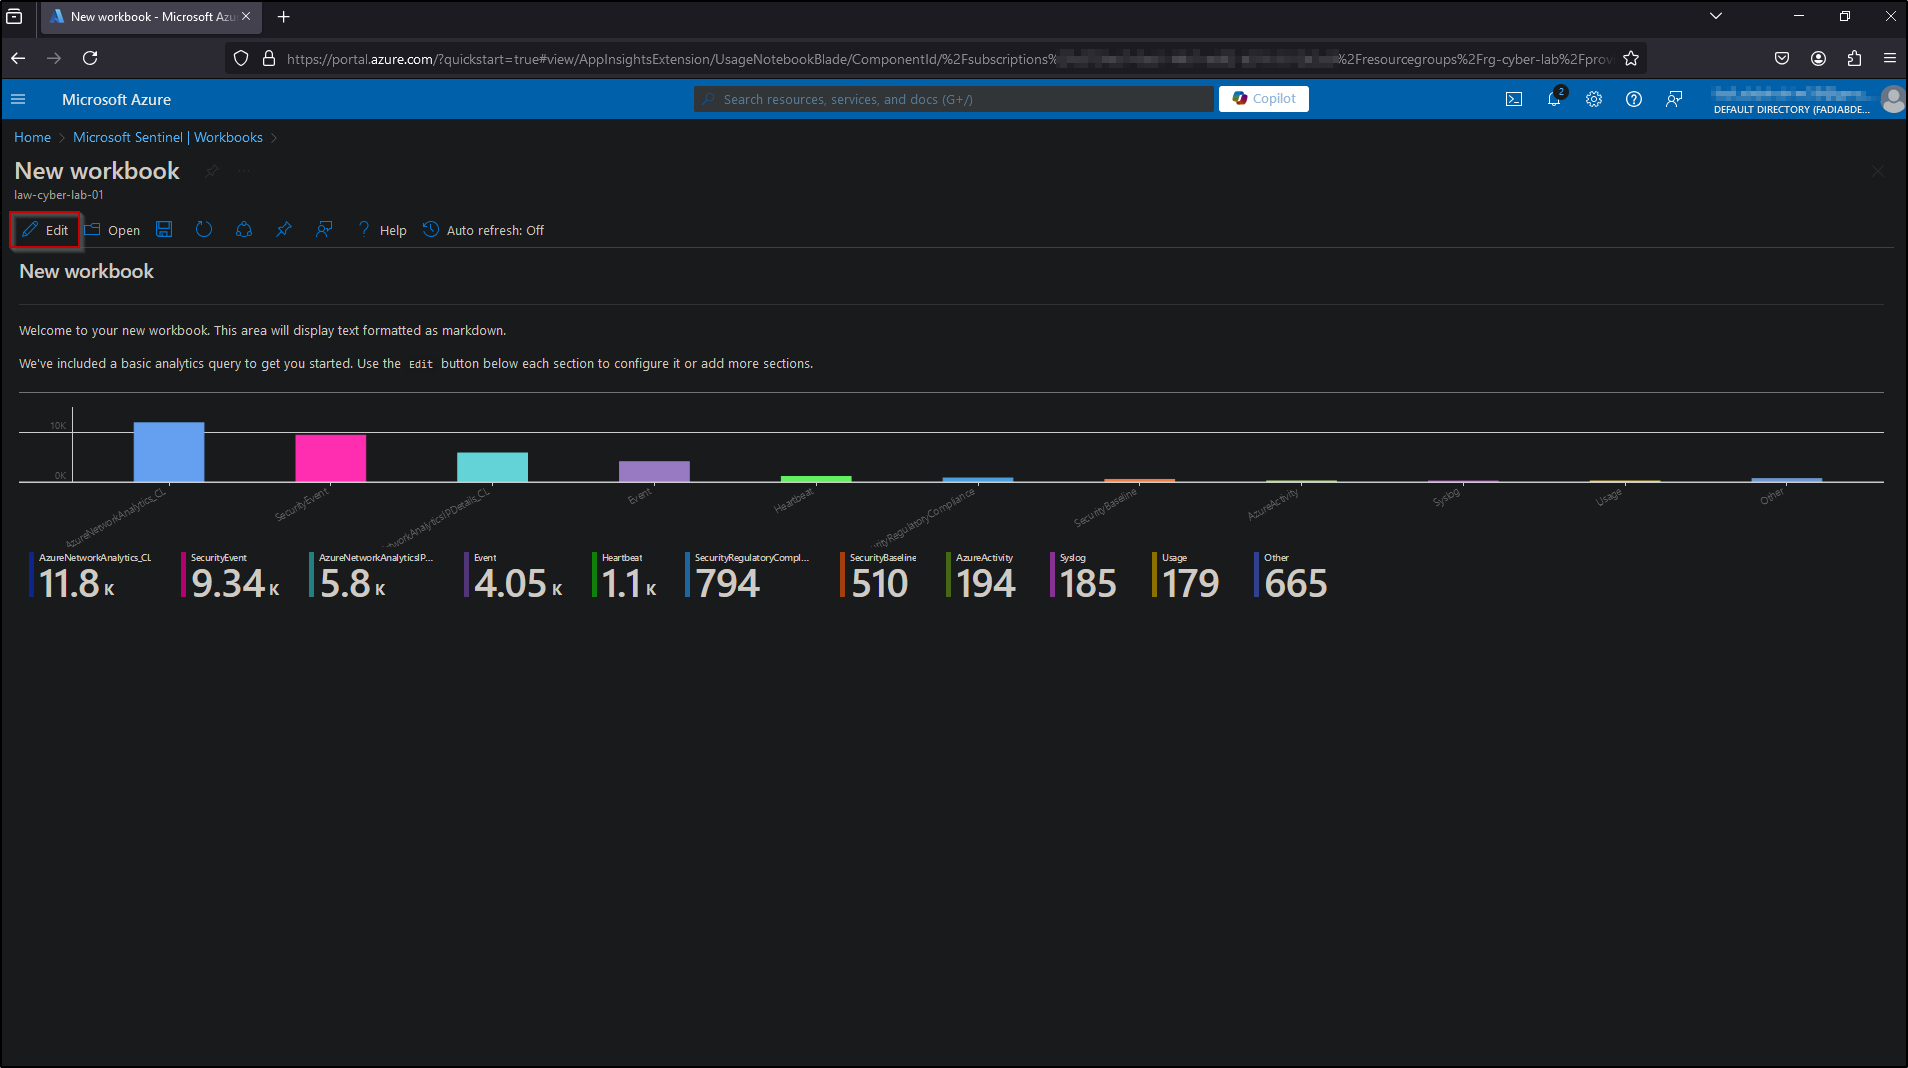 New workbook - Microsoft Azu
https://portal.azure.com/?quickstart=true#view/AppInsightsExtension/UsageNotebookBlade/ComponentId/%2Fsubscriptions%
%2Fresourcegroups%2Frg-cyber-lab%2Fprov
Microsoft Azure
Search resources, services, and docs (G+/)
Copilot
2
DEFAULT DIRECTORY (FADIABDE...
Home > Microsoft Sentinel | Workbooks >
New workbook
law-cyber-lab-01
Edit Open Help Auto refresh: Off
New workbook
Welcome to your new workbook. This area will display text formatted as markdown.
We've included a basic analytics query to get you started. Use the Edit button below each section to configure it or add more sections.
10K
0K
AzureNetworkAnalytics_CL
SecurityEvent
tworkAnalyticsIPDetails_CL
Event
Heartbeat
urityRegulatoryCompliance
SecurityBaseline
AzureActivity
Syslog
Usage
Other
AzureNetworkAnalytics_CL
11.8 K
SecurityEvent
9.34 K
AzureNetworkAnalyticsIP...
5.8 K
Event
4.05 K
Heartbeat
1.1 K
SecurityRegulatoryCompl...
794
SecurityBaseline
510
AzureActivity
194
Syslog
185
Usage
179
Other
665